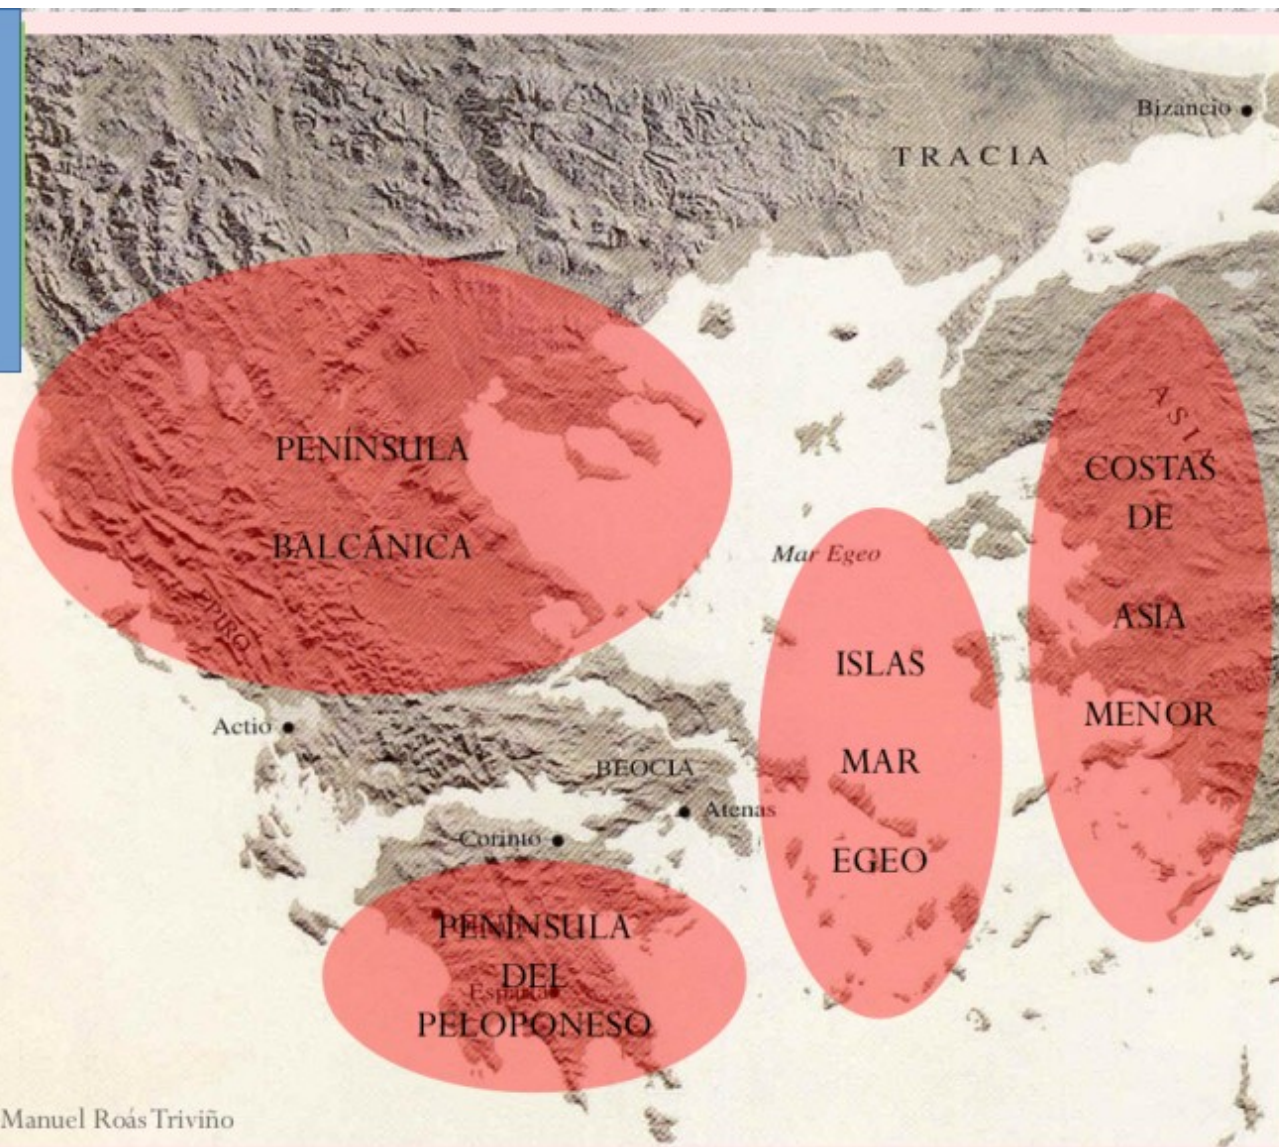 Bizancio
TRACIA
ASIA
PENÍNSULA
BALCÁNICA
COSTAS
DE
ASIA
MENOR
Mar Egeo
EPIRO
ISLAS
MAR
EGEO
Actio
BEOCIA
Atenas
Corinto
PENÍNSULA
DEL
Esparta
PELOPONESO
Manuel Roás Triviño